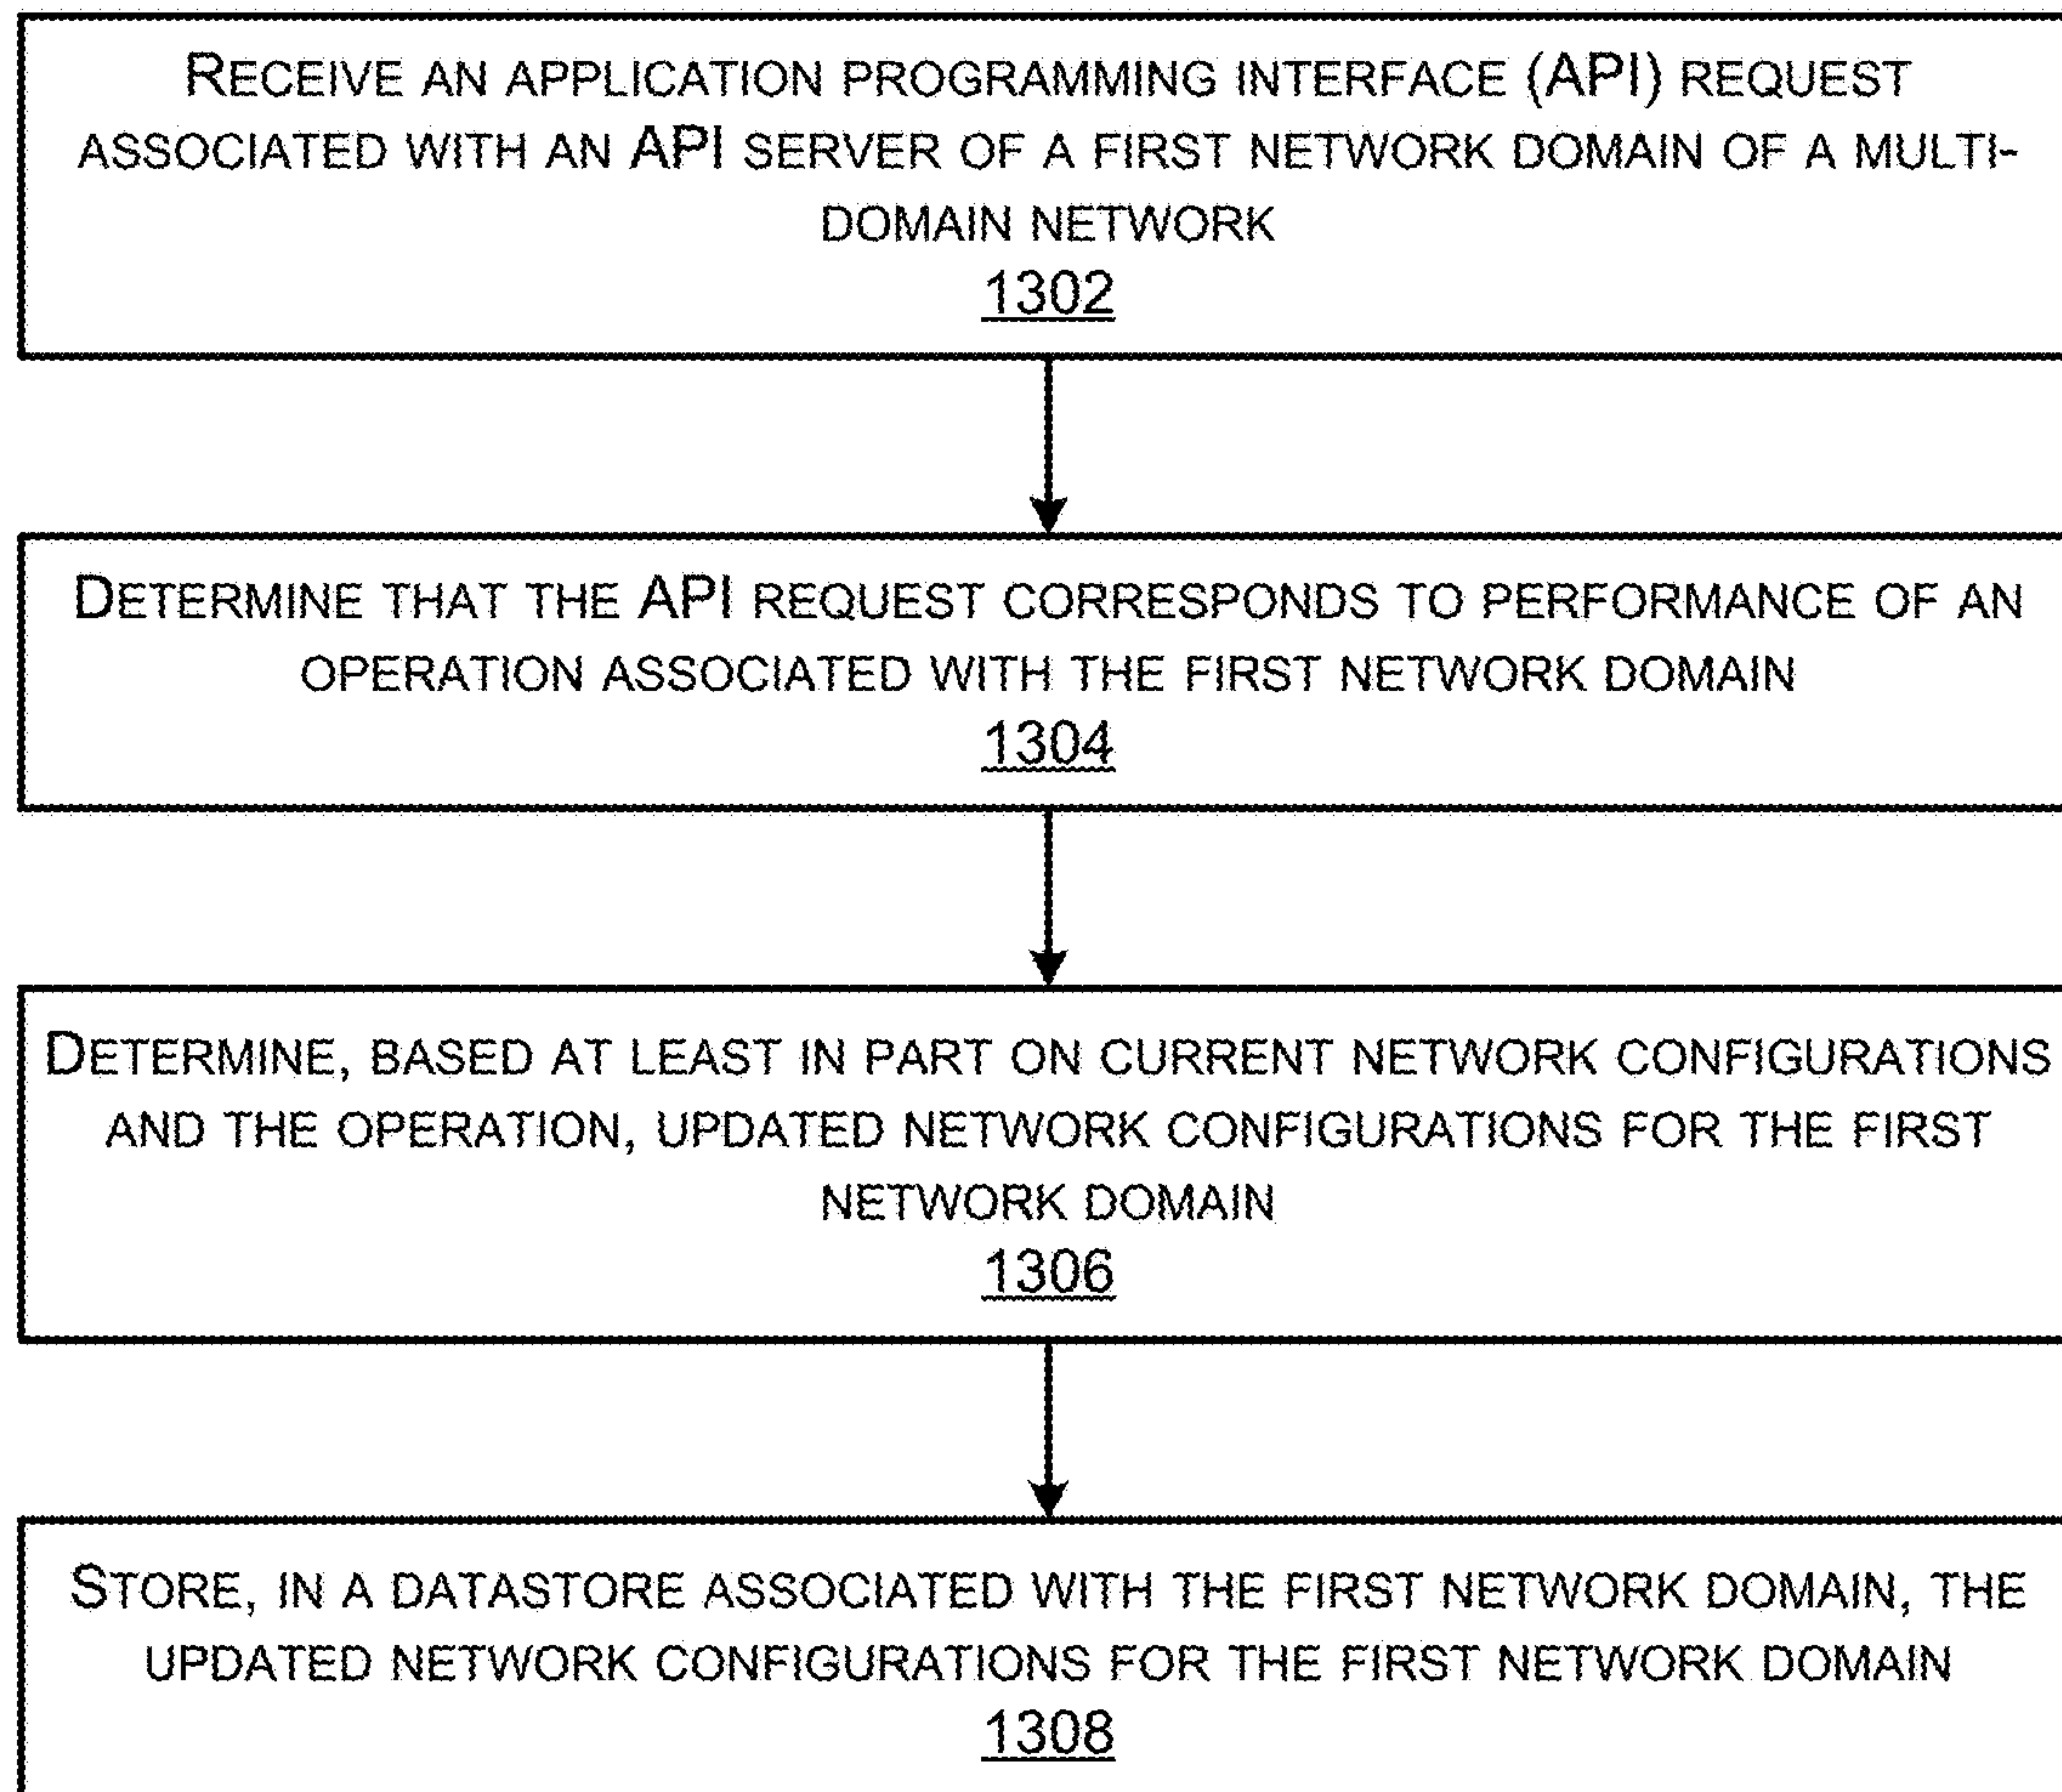 RECEIVE AN APPLICATION PROGRAMMING INTERFACE (API) REQUEST
ASSOCIATED WITH AN API SERVER OF A FIRST NETWORK DOMAIN OF A MULTI-
DOMAIN NETWORK
1302
DETERMINE THAT THE API REQUEST CORRESPONDS TO PERFORMANCE OF AN
OPERATION ASSOCIATED WITH THE FIRST NETWORK DOMAIN
1304
DETERMINE, BASED AT LEAST IN PART ON CURRENT NETWORK CONFIGURATIONS
AND THE OPERATION, UPDATED NETWORK CONFIGURATIONS FOR THE FIRST
NETWORK DOMAIN
1306
STORE, IN A DATASTORE ASSOCIATED WITH THE FIRST NETWORK DOMAIN, THE
UPDATED NETWORK CONFIGURATIONS FOR THE FIRST NETWORK DOMAIN
1308